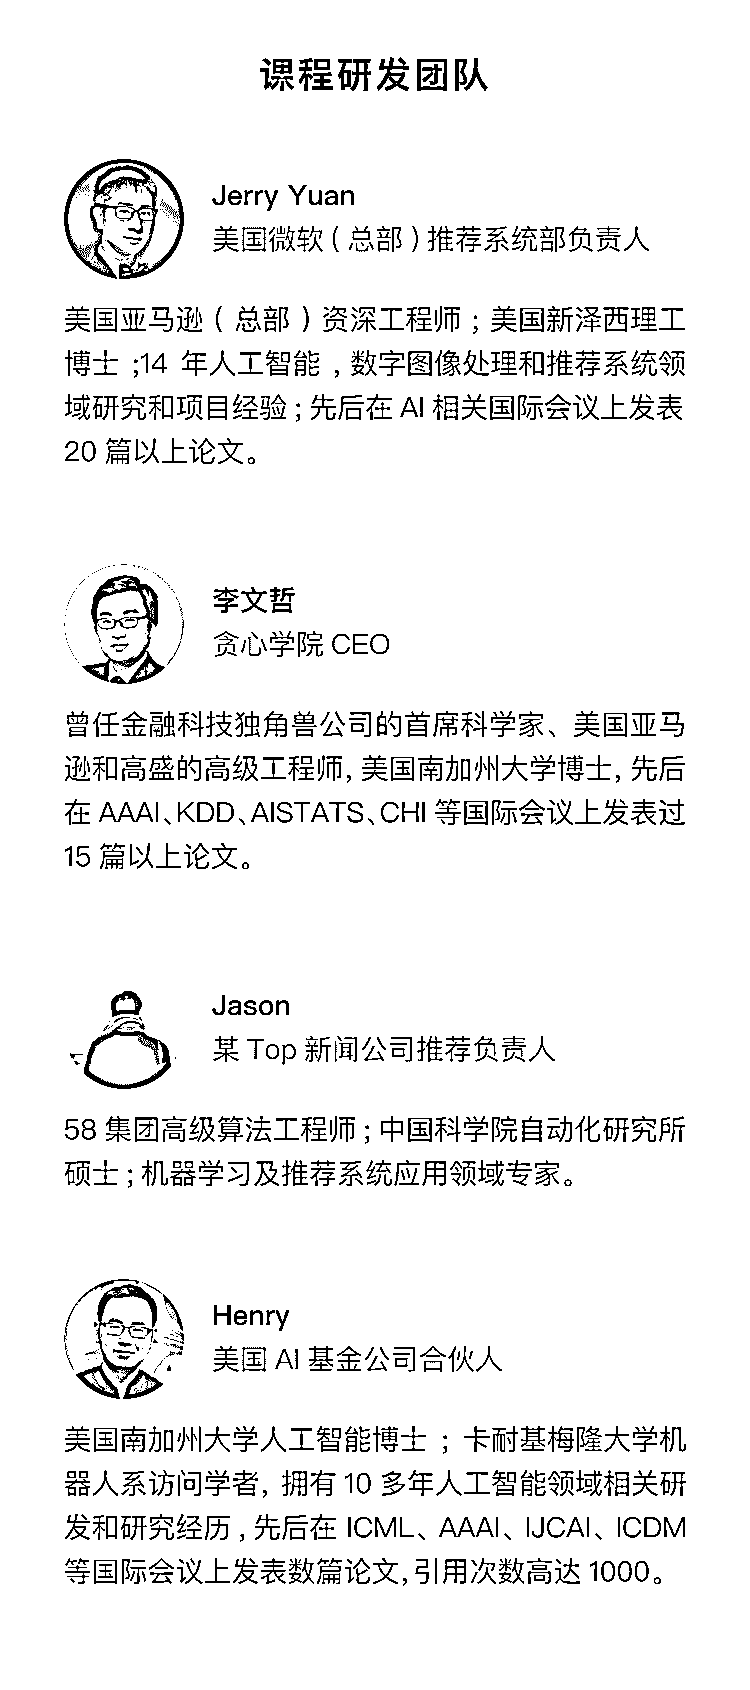 课程研发团队
Jerry Yuan
美国微软(总部)推荐系统部负责人
美国亚马逊(总部)资深工程师;美国新泽西理工
博士;14 年人工智能,数字图像处理和推荐系统领
域研究和项目经验;先后在 AI 相关国际会议上发表
20 篇以上论文。
李文哲
贪心学院 CEO
曾任金融科技独角兽公司的首席科学家、美国亚马
逊和高盛的高级工程师,美国南加州大学博士,先后
在 AAAI、KDD、AISTATS、CHI 等国际会议上发表过
15 篇以上论文。
Jason
某 Top 新闻公司推荐负责人
58 集团高级算法工程师;中国科学院自动化研究所
硕士;机器学习及推荐系统应用领域专家。
Henry
美国 AI 基金公司合伙人
美国南加州大学人工智能博士;卡耐基梅隆大学机
器人系访问学者,拥有 10 多年人工智能领域相关研
发和研究经历,先后在 ICML、AAAI、IJCAI、ICDM
等国际会议上发表数篇论文,引用次数高达 1000。